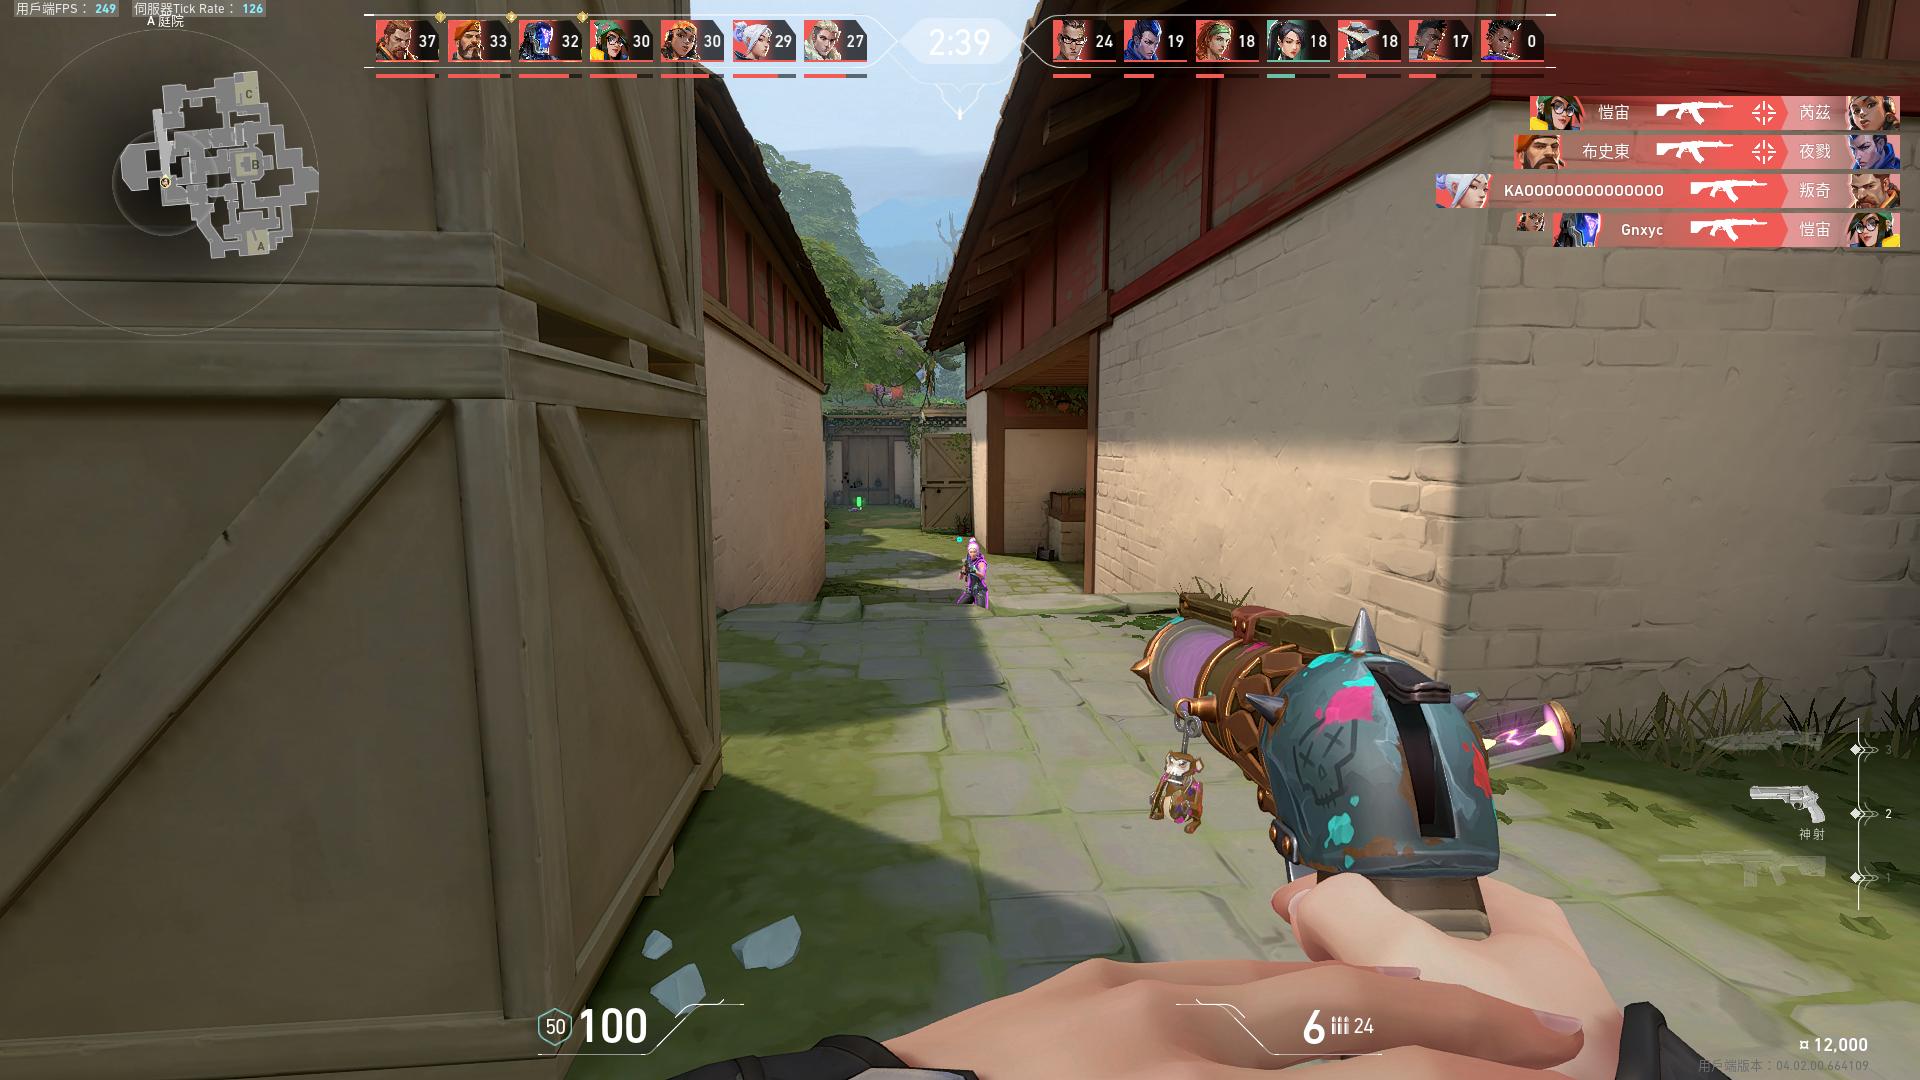 用戶端FPS： 249 伺服器Tick Rate： 126
A 庭院
37 33 32 30 30 29 27 2:39 24 19 18 18 18 17 0
愷宙 芮茲
布史東 夜戮
KAOOOOOOOOOOOOOO 叛奇
Gnxyc 愷宙
C
B
A
3
2
神射
1
50 100
6 24
¤ 12,000
用戶端版本：04.02.00.664109